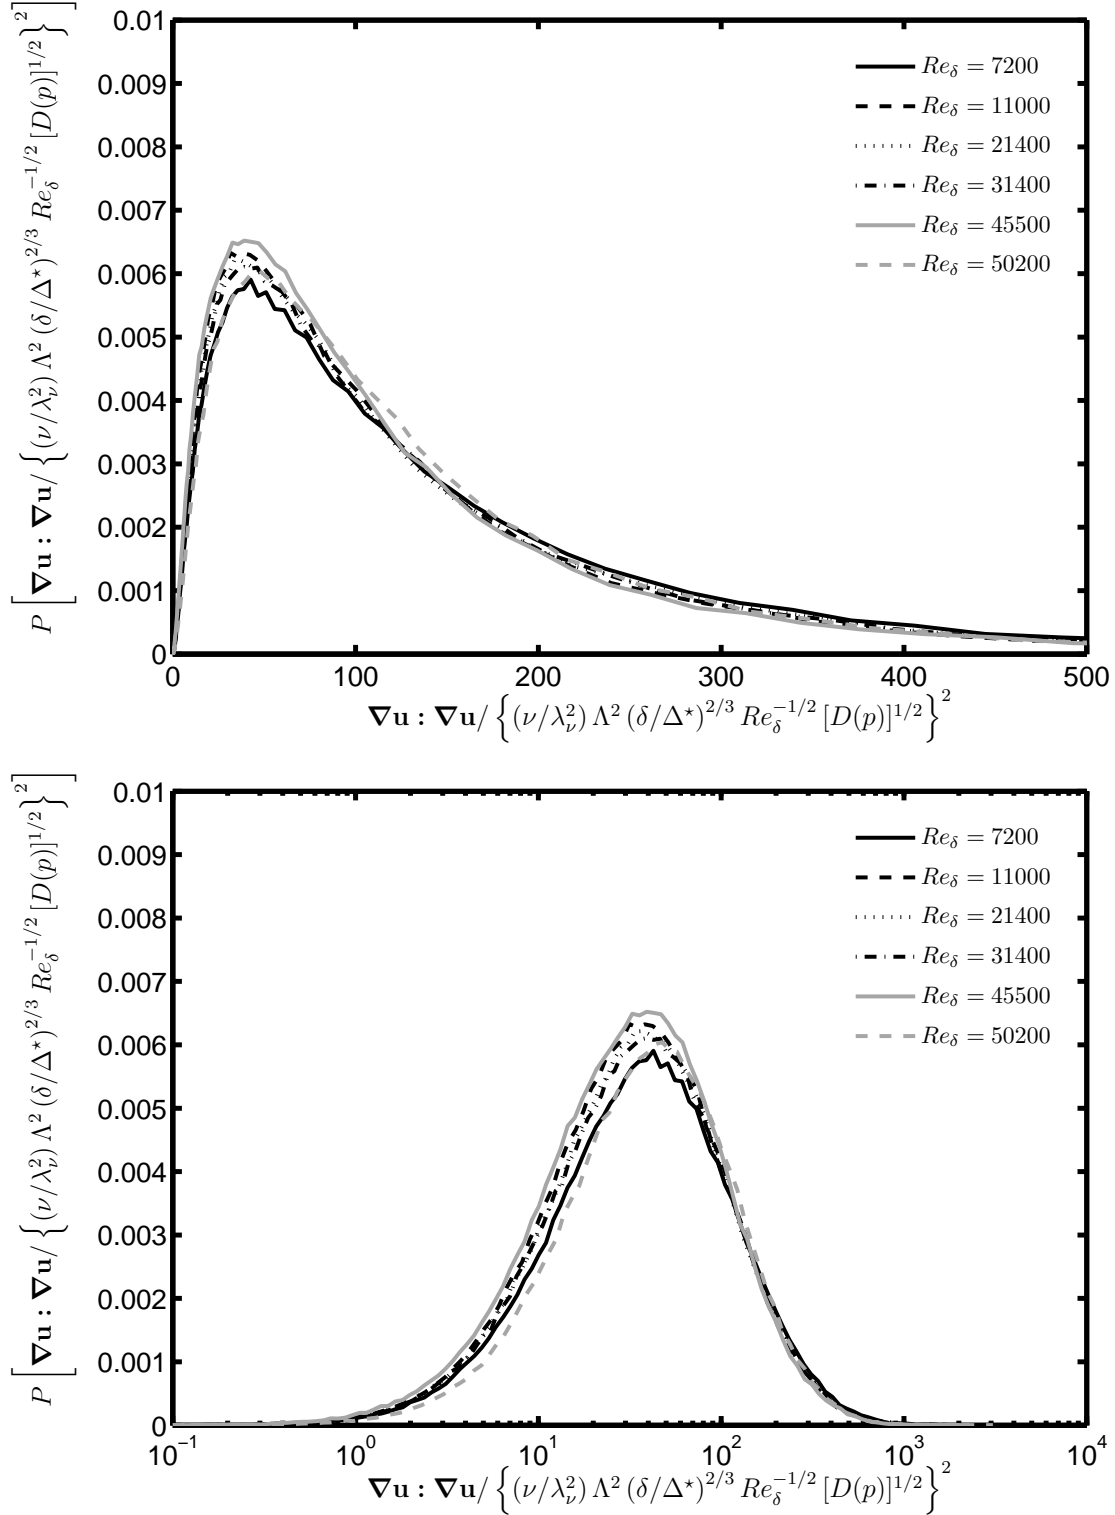 P [∇u : ∇u/ {(ν/λ_ν^2) Λ^2 (δ/Δ⋆)^{2/3} Re_δ^{-1/2} [D(p)]^{1/2}}^2]
0.01
0.009
0.008
0.007
0.006
0.005
0.004
0.003
0.002
0.001
0
Re_δ = 7200
Re_δ = 11000
Re_δ = 21400
Re_δ = 31400
Re_δ = 45500
Re_δ = 50200
0 100 200 300 400 500
∇u : ∇u/ {(ν/λ_ν^2) Λ^2 (δ/Δ⋆)^{2/3} Re_δ^{-1/2} [D(p)]^{1/2}}^2
P [∇u : ∇u/ {(ν/λ_ν^2) Λ^2 (δ/Δ⋆)^{2/3} Re_δ^{-1/2} [D(p)]^{1/2}}^2]
0.01
0.009
0.008
0.007
0.006
0.005
0.004
0.003
0.002
0.001
0
Re_δ = 7200
Re_δ = 11000
Re_δ = 21400
Re_δ = 31400
Re_δ = 45500
Re_δ = 50200
10^{-1} 10^0 10^1 10^2 10^3 10^4
∇u : ∇u/ {(ν/λ_ν^2) Λ^2 (δ/Δ⋆)^{2/3} Re_δ^{-1/2} [D(p)]^{1/2}}^2